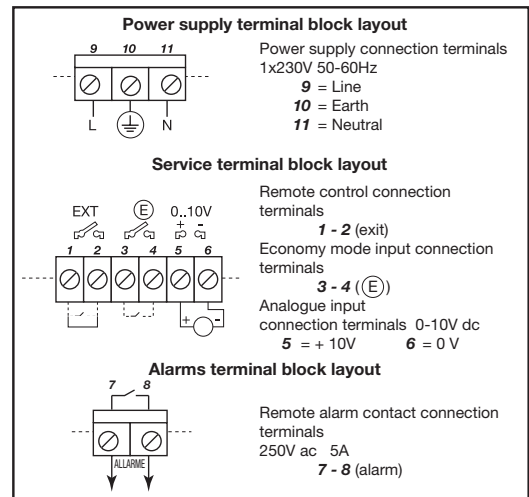 Power supply terminal block layout
9 10 11
L N
Power supply connection terminals
1x230V 50-60Hz
9 = Line
10 = Earth
11 = Neutral
Service terminal block layout
EXT E 0..10V
+ -
1 2 3 4 5 6
+ -
Remote control connection
terminals
1 - 2 (exit)
Economy mode input connection
terminals
3 - 4 (E)
Analogue input
connection terminals 0-10V dc
5 = + 10V 6 = 0 V
Alarms terminal block layout
7 8
ALLARME
Remote alarm contact connection
terminals
250V ac 5A
7 - 8 (alarm)